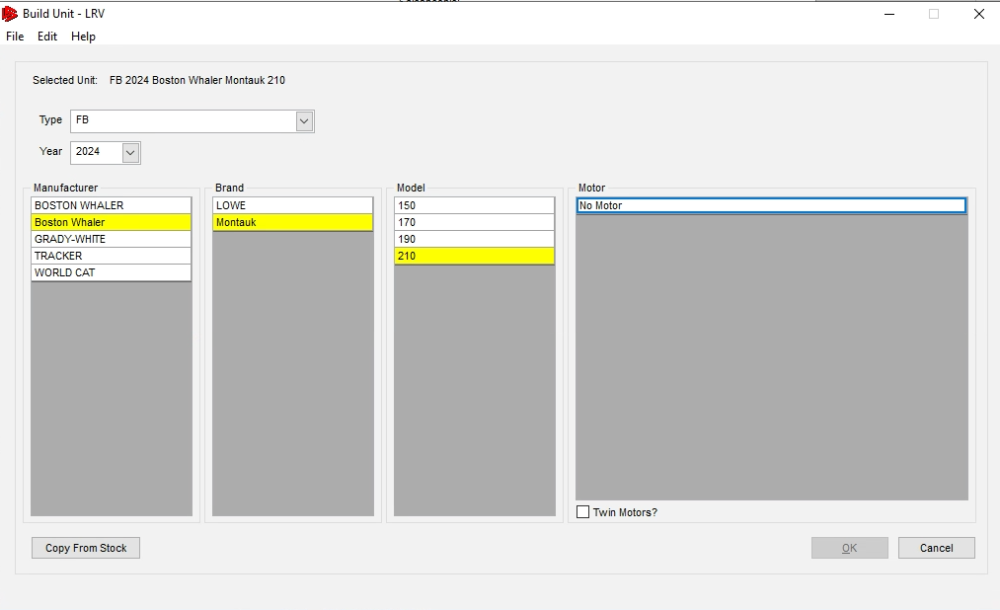 Build Unit - LRV
File Edit Help
Selected Unit: FB 2024 Boston Whaler Montauk 210
Type FB
Year 2024
Manufacturer
BOSTON WHALER
Boston Whaler
GRADY-WHITE
TRACKER
WORLD CAT
Brand
LOWE
Montauk
Model
150
170
190
210
Motor
No Motor
Twin Motors?
Copy From Stock
OK
Cancel